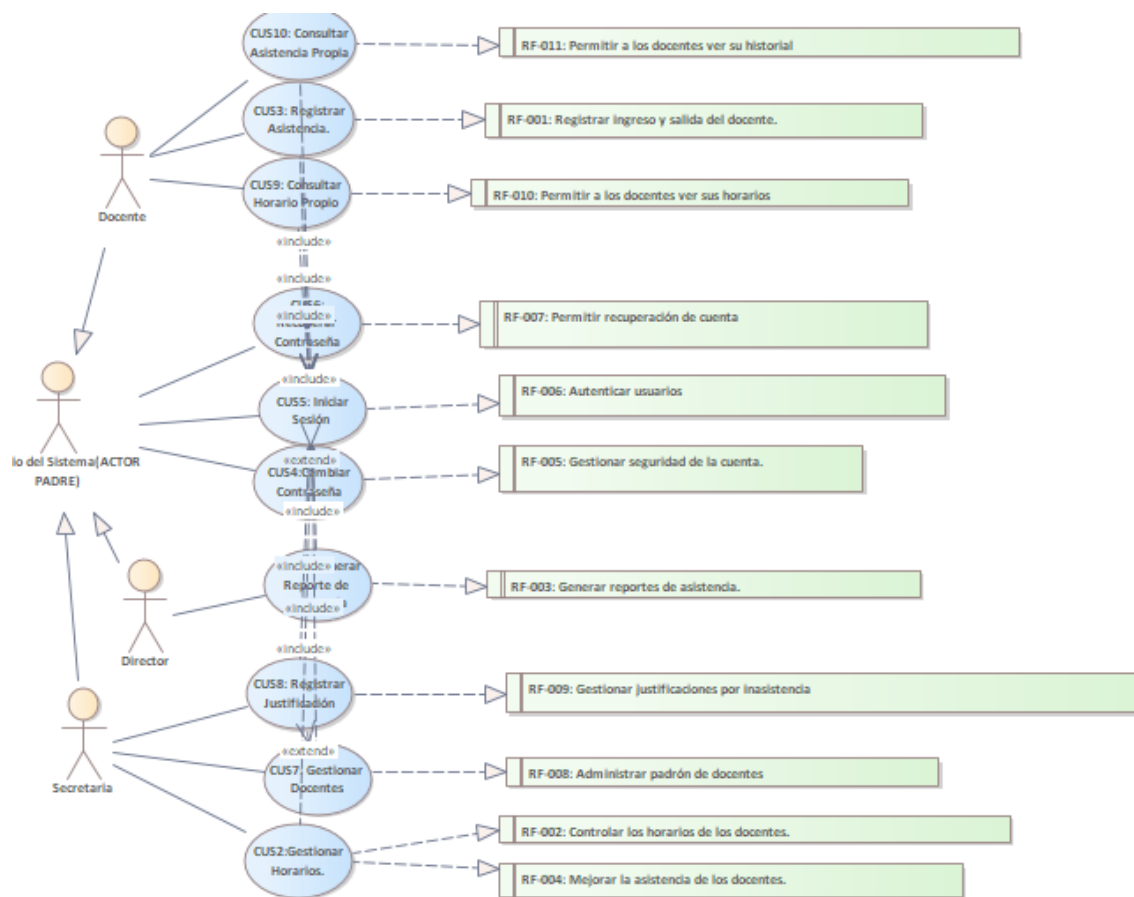 CUS10: Consultar
Asistencia Propia
RF-011: Permitir a los docentes ver su historial
CUS3: Registrar
Asistencia.
RF-001: Registrar ingreso y salida del docente.
Docente
CUS9: Consultar
Horario Propio
RF-010: Permitir a los docentes ver sus horarios
«include»
«include»
«include»
Contraseña
RF-007: Permitir recuperación de cuenta
«include»
CUS5: Iniciar
Sesión
RF-006: Autenticar usuarios
io del Sistema(ACTOR
PADRE)
«extend»
CUS4:Cambiar
Contraseña
RF-005: Gestionar seguridad de la cuenta.
«include»
«include»
Reporte de
RF-003: Generar reportes de asistencia.
«include»
Director
«include»
CUS8: Registrar
Justificación
RF-009: Gestionar justificaciones por inasistencia
Secretaria
«extend»
CUS7: Gestionar
Docentes
RF-008: Administrar padrón de docentes
CUS2:Gestionar
Horarios.
RF-002: Controlar los horarios de los docentes.
RF-004: Mejorar la asistencia de los docentes.